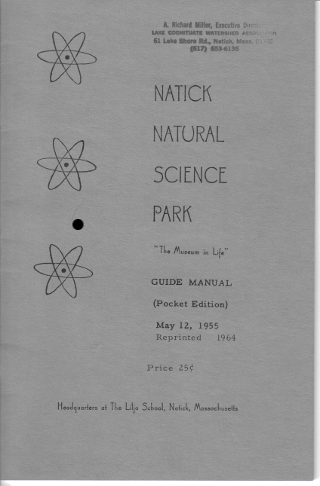 A. Richard Miller, Executive
LAKE COCHITUATE WATERSHED
61 Lake Shore Rd., Natick, Mass.
(617) 653-6136
NATICK
NATURAL
SCIENCE
PARK
"The Museum in Life"
GUIDE MANUAL
(Pocket Edition)
May 12, 1955
Reprinted 1964
Price 25¢
Headquarters at The Lilja School, Natick, Massachusetts